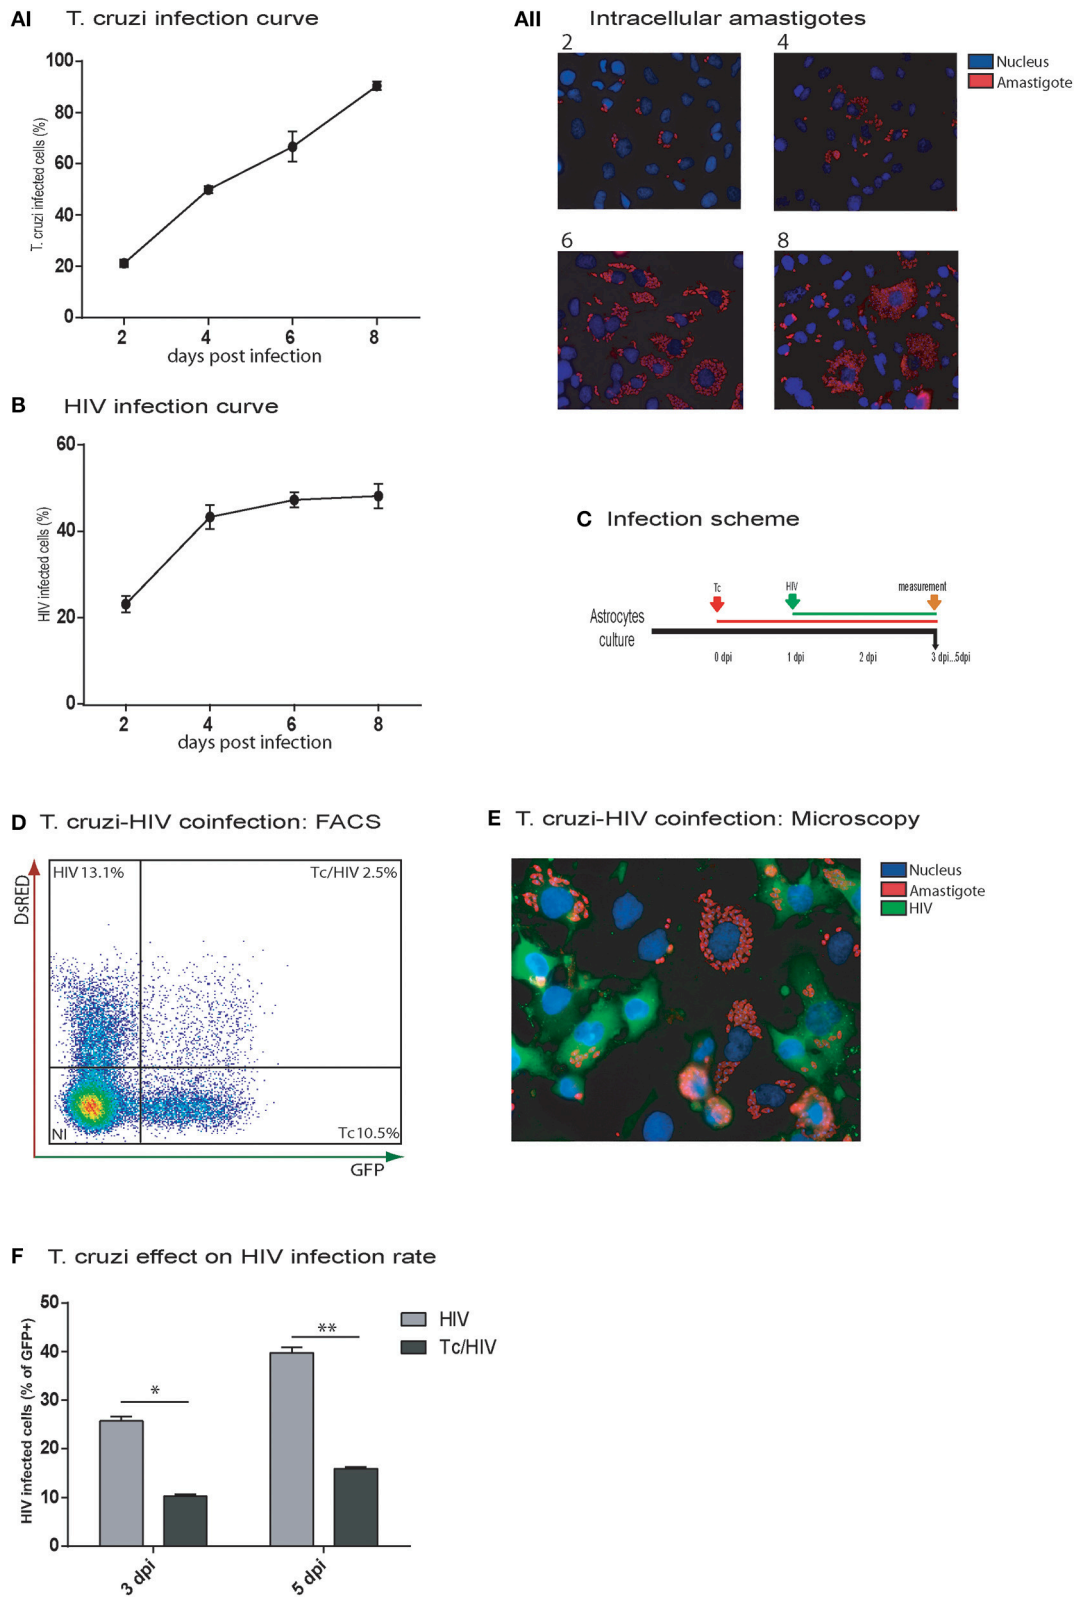 AI T. cruzi infection curve
100
80
60
40
20
0
T. cruzi infected cells (%)
2 4 6 8
days post infection
AII Intracellular amastigotes
2 4
Nucleus
Amastigote
6 8
B HIV infection curve
60
40
20
0
HIV infected cells (%)
2 4 6 8
days post infection
C Infection scheme
Tc HIV measurement
Astrocytes
culture
0 dpi 1 dpi 2 dpi 3 dpi...5dpi
D T. cruzi-HIV coinfection: FACS
DsRED
HIV 13.1% Tc/HIV 2.5%
NI Tc 10.5%
GFP
E T. cruzi-HIV coinfection: Microscopy
Nucleus
Amastigote
HIV
F T. cruzi effect on HIV infection rate
50
40
30
20
10
0
HIV infected cells (% of GFP+)
* **
HIV
Tc/HIV
3 dpi 5 dpi